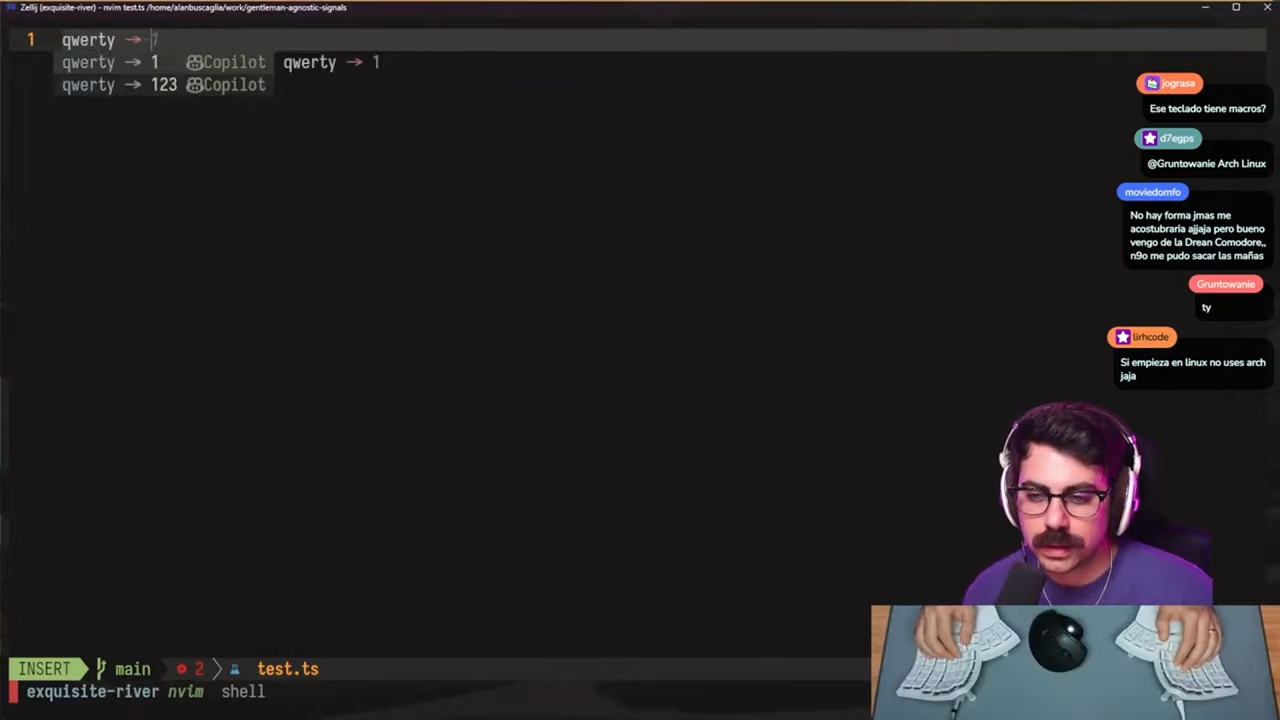 Zellij (exquisite-river) - nvim test.ts /home/alanbuscaglia/work/gentleman-agnostic-signals
1 qwerty →
qwerty → 1 Copilot qwerty → 1
qwerty → 123 Copilot
jograsa
Ese teclado tiene macros?
d7egps
@Gruntowanie Arch Linux
moviedomfo
No hay forma jmas me
acostubraria ajjaja pero bueno
vengo de la Drean Comodore,,
n9o me pudo sacar las mañas
Gruntowanie
ty
lirhcode
Si empieza en linux no uses arch
jaja
INSERT main 2 test.ts
exquisite-river nvim shell